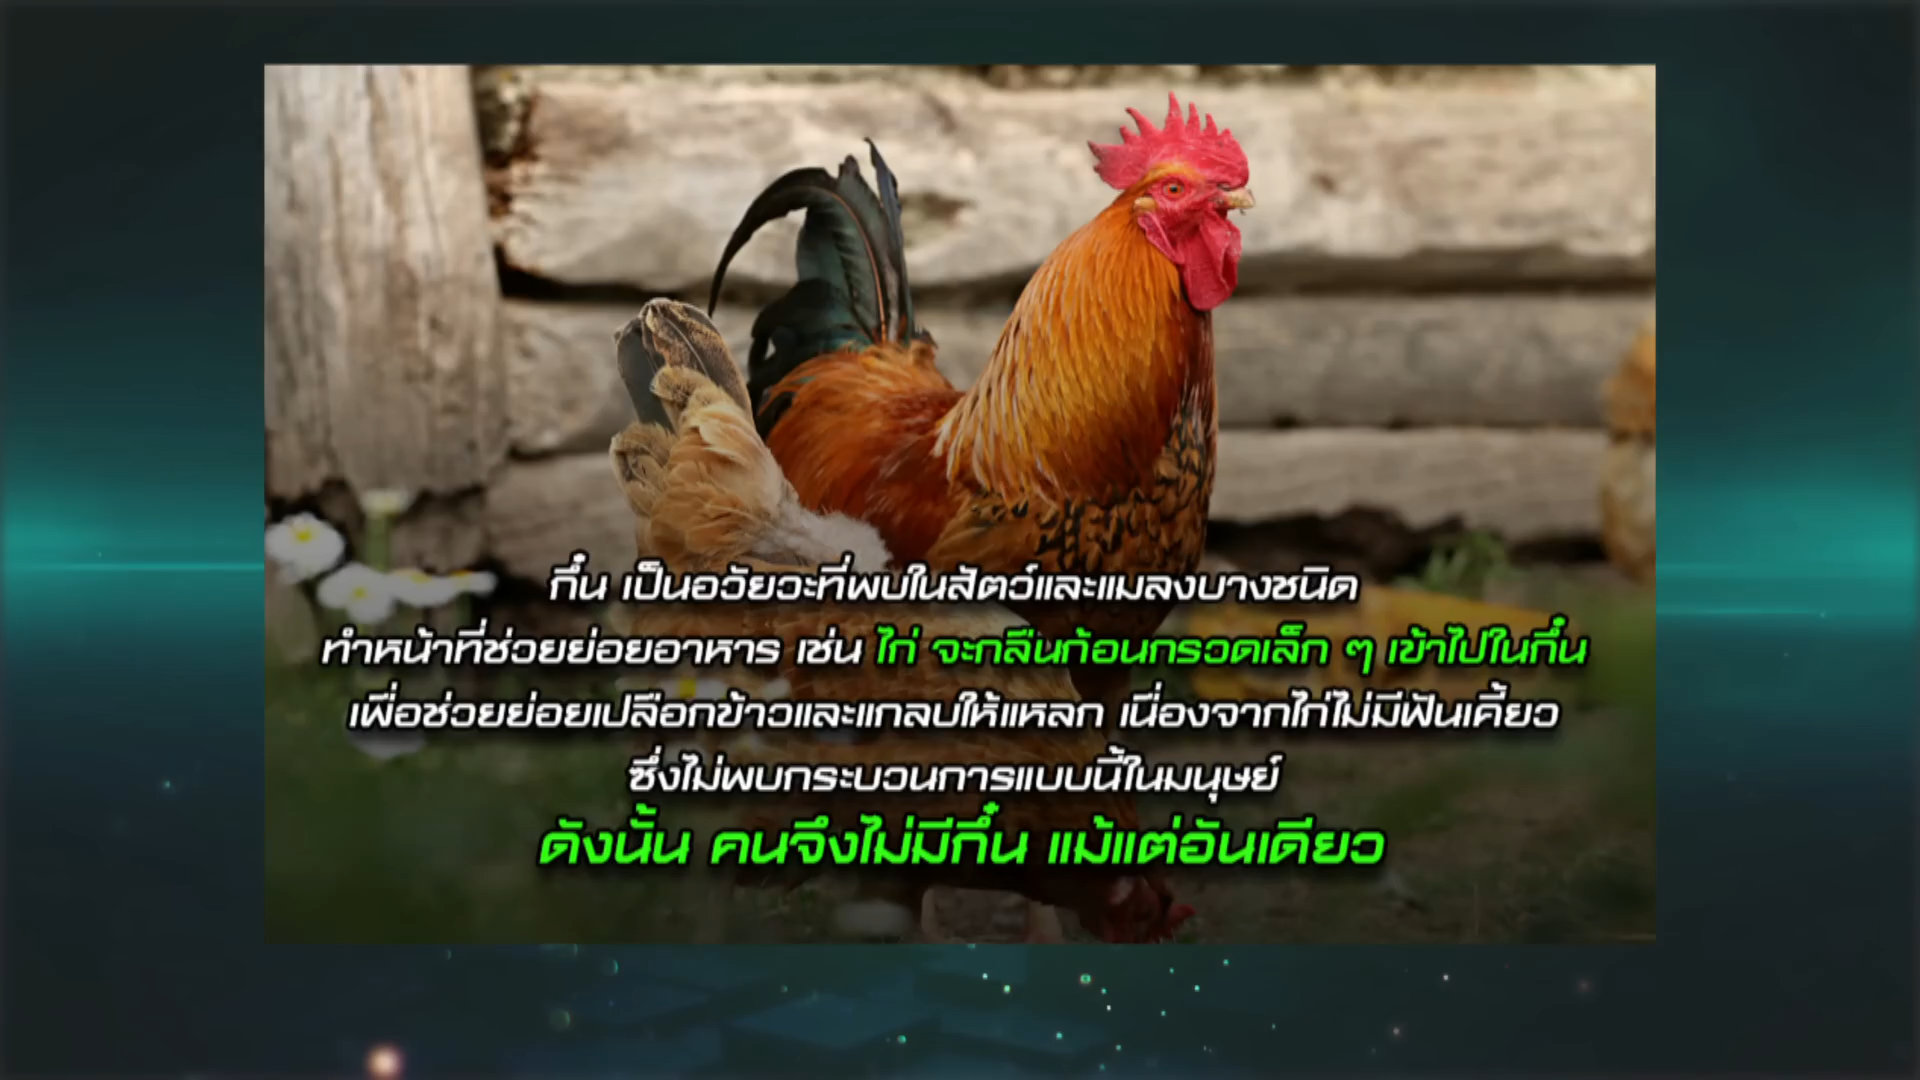 กึ๋น เป็นอวัยวะที่พบในสัตว์และแมลงบางชนิด
ทำหน้าที่ช่วยย่อยอาหาร เช่น ไก่ จะกลืนก้อนกรวดเล็ก ๆ เข้าไปในกึ๋น
เพื่อช่วยย่อยเปลือกข้าวและแกลบให้แหลก เนื่องจากไก่ไม่มีฟันเคี้ยว
ซึ่งไม่พบกระบวนการแบบนี้ในมนุษย์
ดังนั้น คนจึงไม่มีกึ๋น แม้แต่อันเดียว